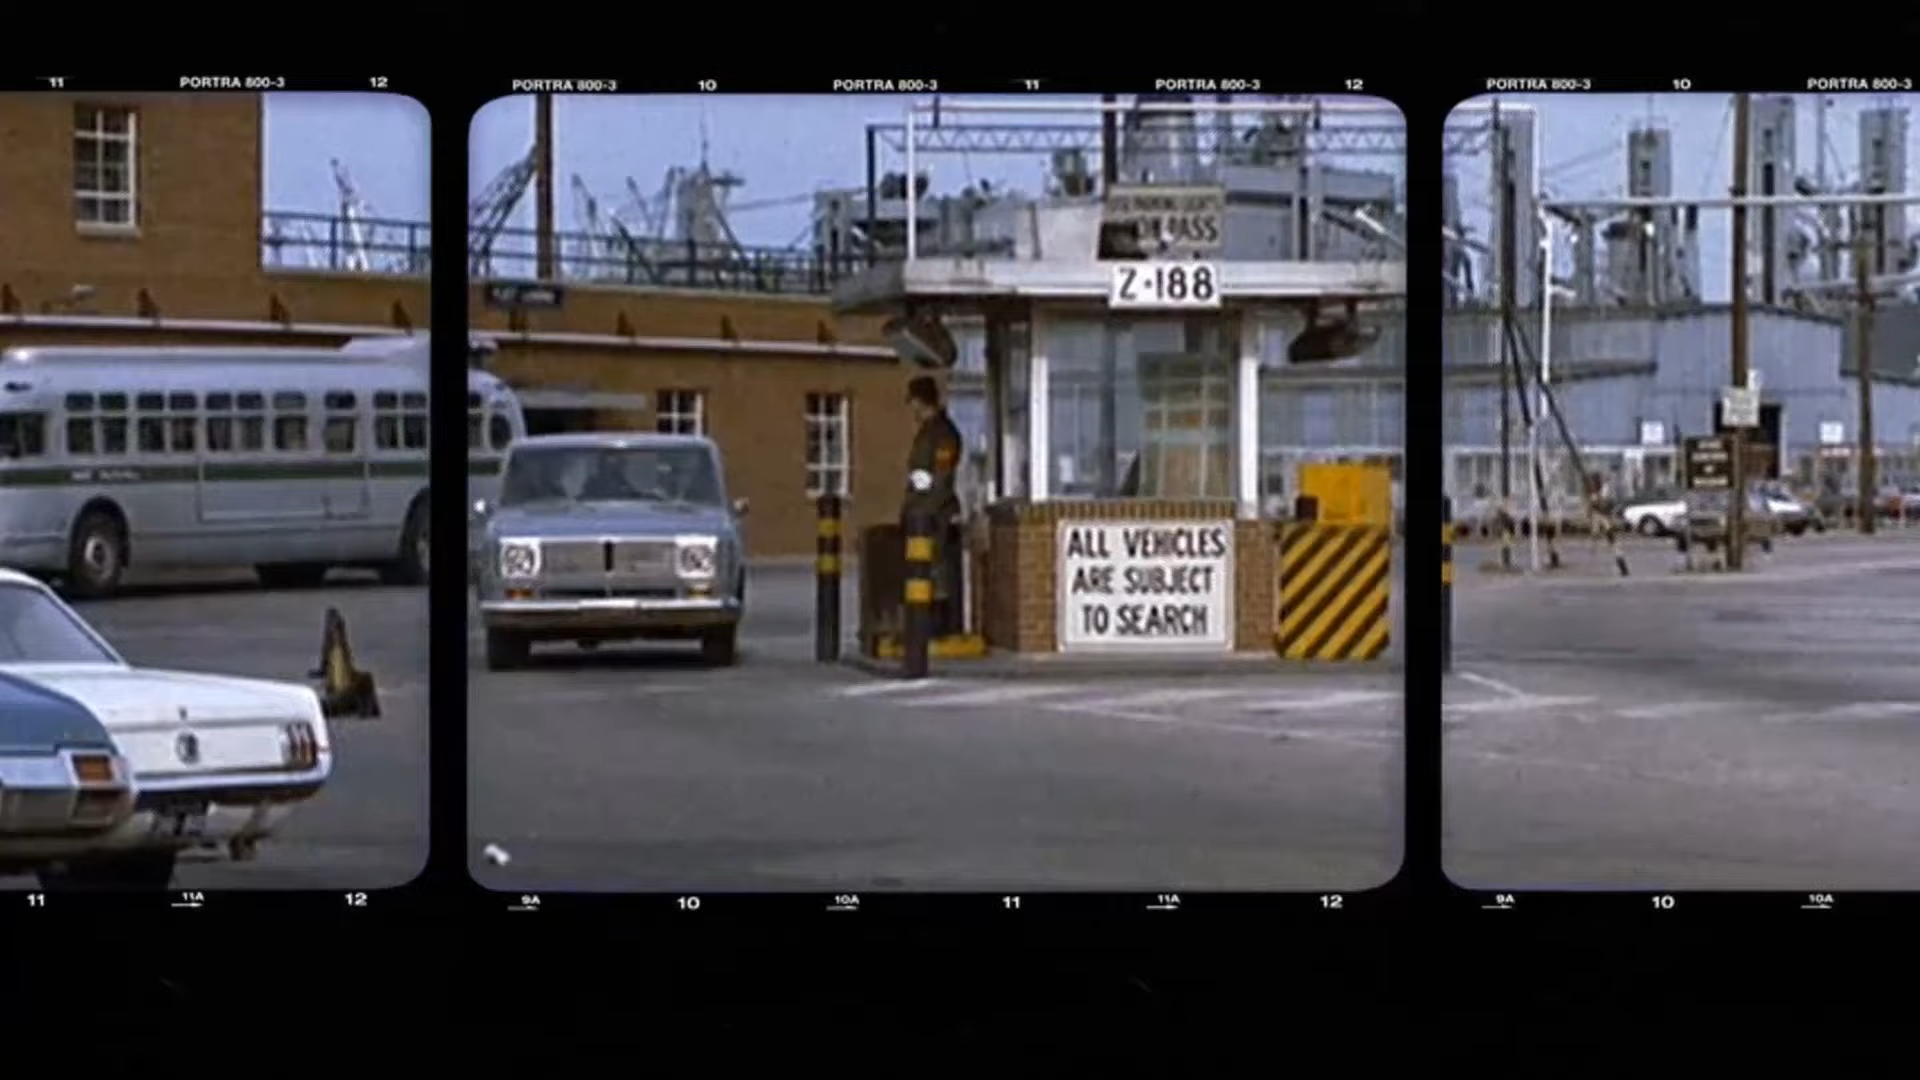 11 PORTRA 800-3 12 PORTRA 800-3 10 PORTRA 800-3 11 PORTRA 800-3 12 PORTRA 800-3 10 PORTRA 800-3
PASS
Z-188
ALL VEHICLES
ARE SUBJECT
TO SEARCH
11 11A 12 9A 10 10A 11 11A 12 9A 10 10A